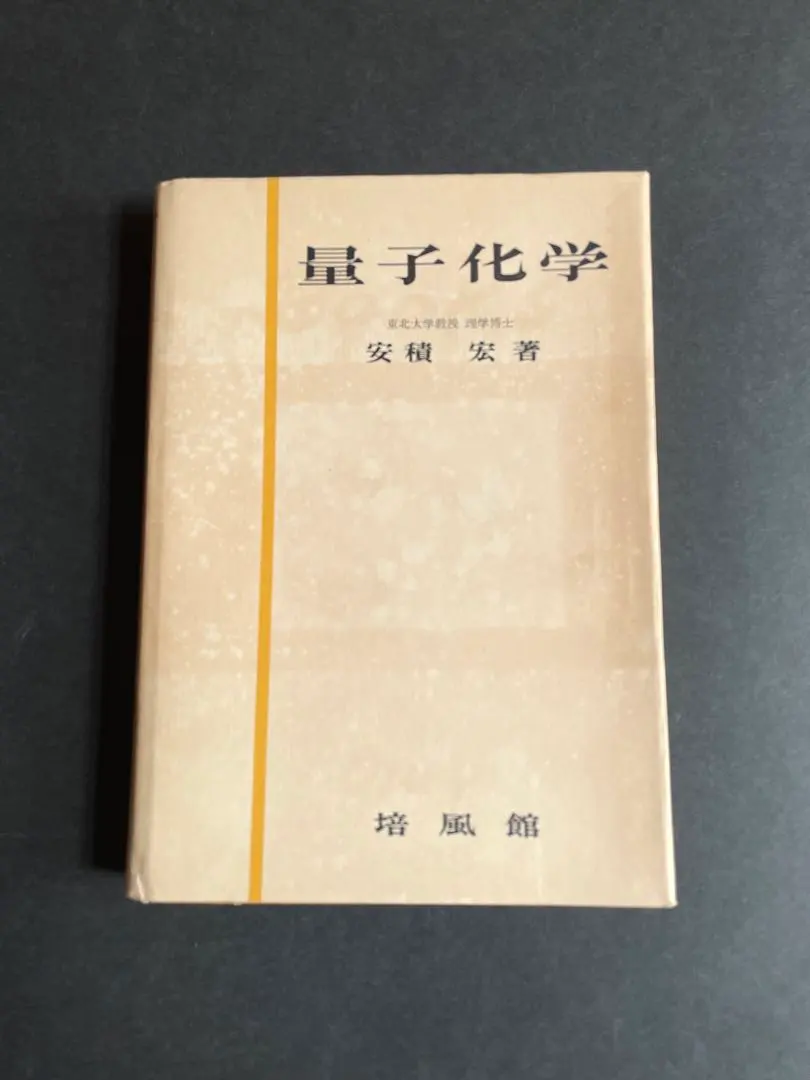 量子化学
東北大学教授 理学博士
安積 宏 著
培風館